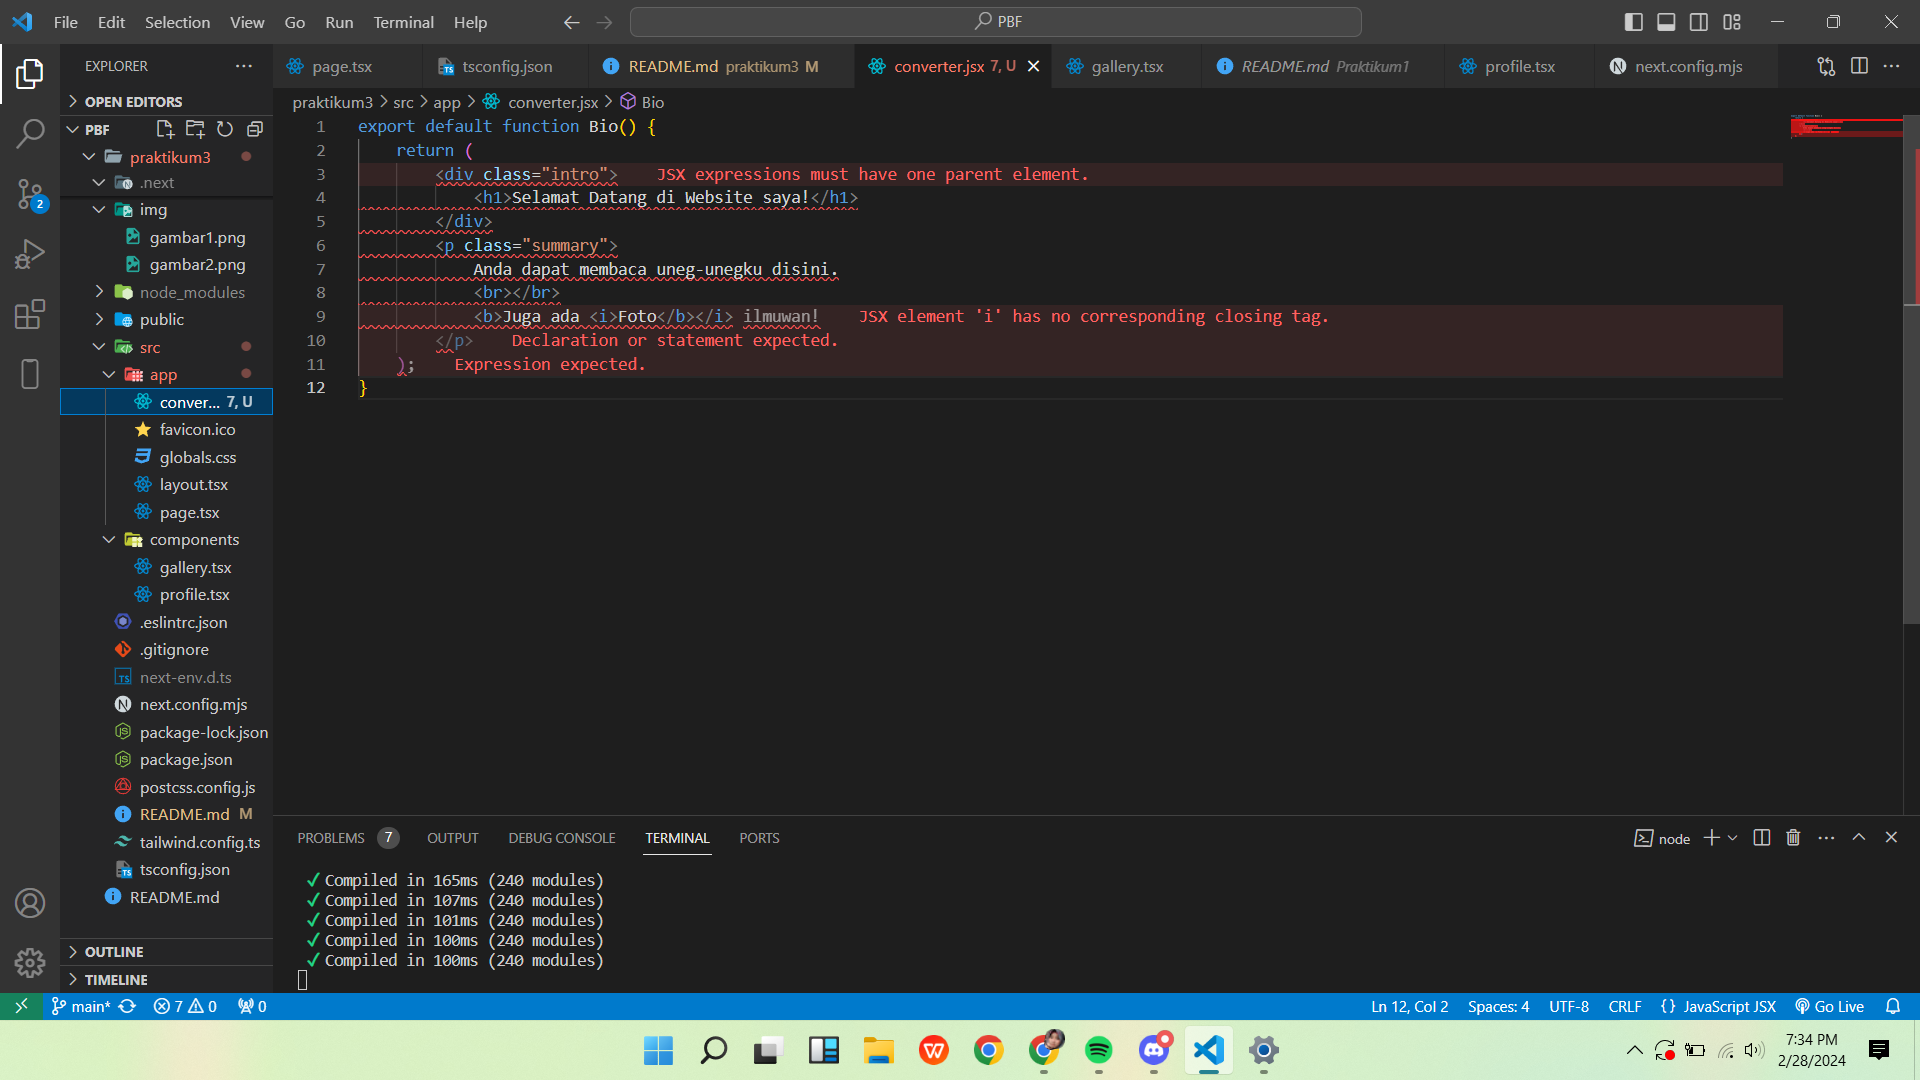 File Edit Selection View Go Run Terminal Help
PBF
EXPLORER
page.tsx
tsconfig.json
README.md praktikum3 M
converter.jsx 7, U
gallery.tsx
README.md Praktikum1
profile.tsx
next.config.mjs
OPEN EDITORS
PBF
praktikum3
.next
img
gambar1.png
gambar2.png
node_modules
public
src
app
conver... 7, U
favicon.ico
globals.css
layout.tsx
page.tsx
components
gallery.tsx
profile.tsx
.eslintrc.json
.gitignore
next-env.d.ts
next.config.mjs
package-lock.json
package.json
postcss.config.js
README.md M
tailwind.config.ts
tsconfig.json
README.md
OUTLINE
TIMELINE
praktikum3 > src > app > converter.jsx > Bio
1 export default function Bio() {
2 return (
3 <div class="intro"> JSX expressions must have one parent element.
4 <h1>Selamat Datang di Website saya!</h1>
5 </div>
6 <p class="summary">
7 Anda dapat membaca uneg-unegku disini.
8 <br></br>
9 <b>Juga ada <i>Foto</b></i> ilmuwan! JSX element 'i' has no corresponding closing tag.
10 </p> Declaration or statement expected.
11 ); Expression expected.
12 }
PROBLEMS 7 OUTPUT DEBUG CONSOLE TERMINAL PORTS
node
✓ Compiled in 165ms (240 modules)
✓ Compiled in 107ms (240 modules)
✓ Compiled in 101ms (240 modules)
✓ Compiled in 100ms (240 modules)
✓ Compiled in 100ms (240 modules)
2
main* 7 0 0
Ln 12, Col 2 Spaces: 4 UTF-8 CRLF {} JavaScript JSX Go Live
7:34 PM
2/28/2024